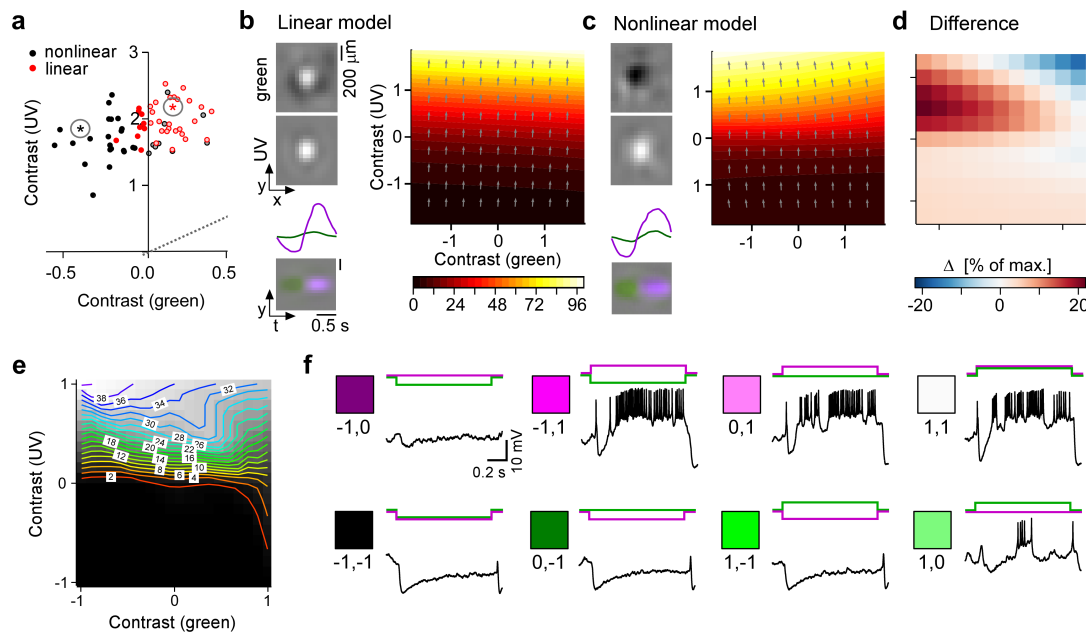 a
nonlinear
linear
Contrast (UV)
3
2
1
*
*
-0.5
0.0
0.5
Contrast (green)
b
Linear model
green
UV
200 µm
y
x
y
t
0.5 s
Contrast (UV)
1
0
-1
-1
0
1
Contrast (green)
0
24
48
72
96
c
Nonlinear model
1
0
1
-1
0
1
d
Difference
Δ [% of max.]
-20
0
20
e
Contrast (UV)
1
0
-1
-1
0
1
Contrast (green)
38
36
34
32
30
28
26
24
22
20
18
16
14
12
10
8
6
4
2
f
-1,0
0.2 s
10 mV
-1,1
0,1
1,1
-1,-1
0,-1
1,-1
1,0